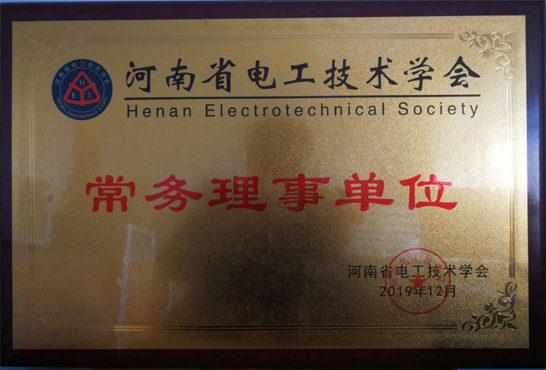 河南省电工技术学会
Henan Electrotechnical Society
常务理事单位
河南省电工技术学会
2019年12月